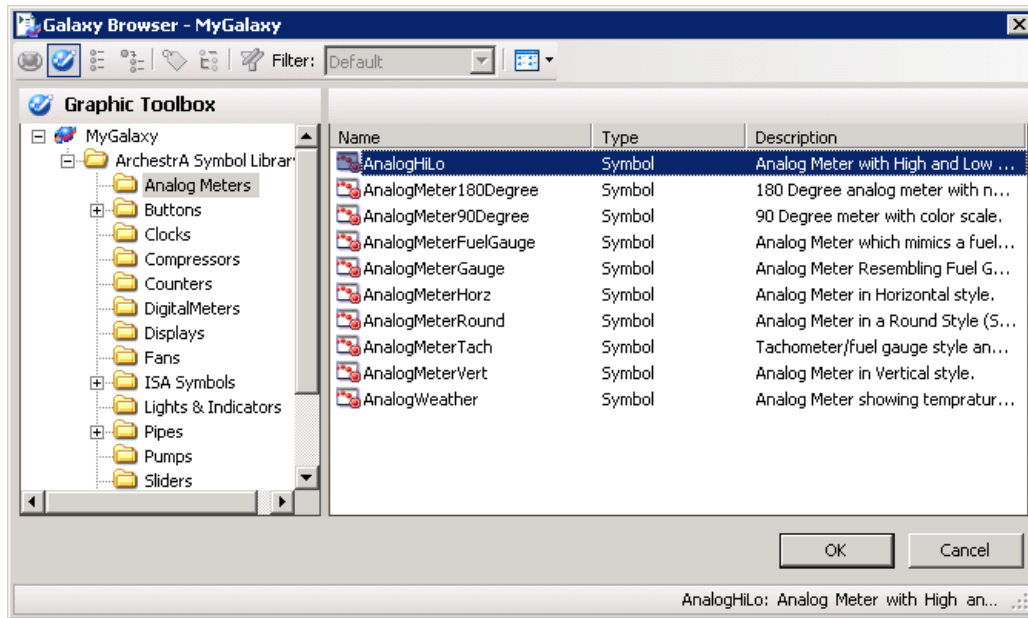 Galaxy Browser - MyGalaxy
Filter: Default
Graphic Toolbox
MyGalaxy
ArchestrA Symbol Librar
Analog Meters
Buttons
Clocks
Compressors
Counters
DigitalMeters
Displays
Fans
ISA Symbols
Lights & Indicators
Pipes
Pumps
Sliders
Name Type Description
AnalogHiLo Symbol Analog Meter with High and Low ...
AnalogMeter180Degree Symbol 180 Degree analog meter with n...
AnalogMeter90Degree Symbol 90 Degree meter with color scale.
AnalogMeterFuelGauge Symbol Analog Meter which mimics a fuel...
AnalogMeterGauge Symbol Analog Meter Resembling Fuel G...
AnalogMeterHorz Symbol Analog Meter in Horizontal style.
AnalogMeterRound Symbol Analog Meter in a Round Style (S...
AnalogMeterTach Symbol Tachometer/fuel gauge style an...
AnalogMeterVert Symbol Analog Meter in Vertical style.
AnalogWeather Symbol Analog Meter showing tempratur...
OK Cancel
AnalogHiLo: Analog Meter with High an...